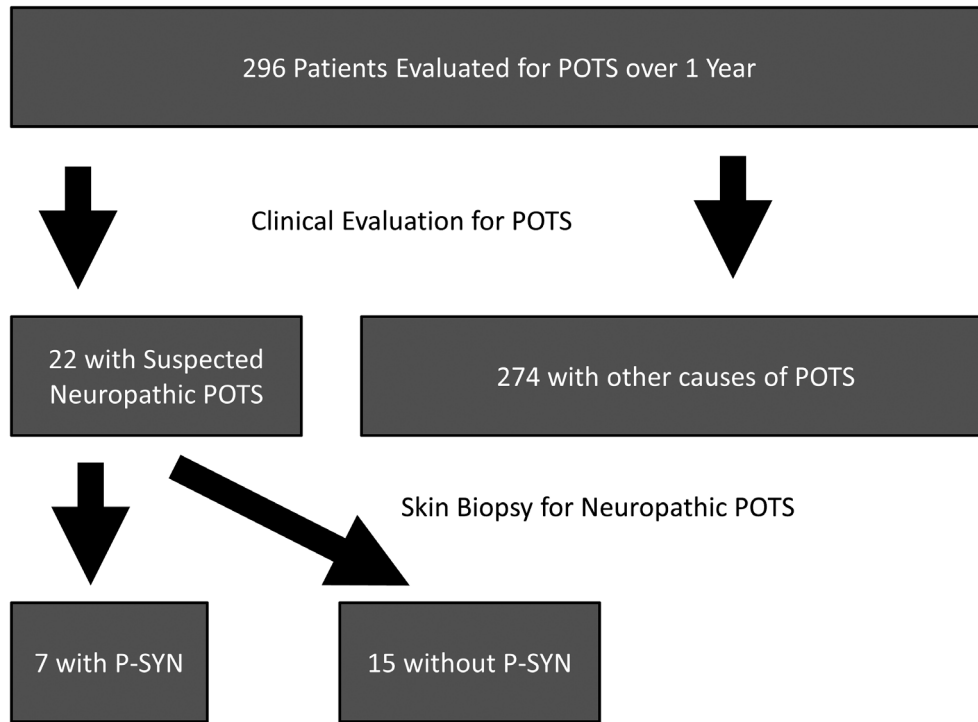 296 Patients Evaluated for POTS over 1 Year
Clinical Evaluation for POTS
22 with Suspected
Neuropathic POTS
274 with other causes of POTS
Skin Biopsy for Neuropathic POTS
7 with P-SYN
15 without P-SYN